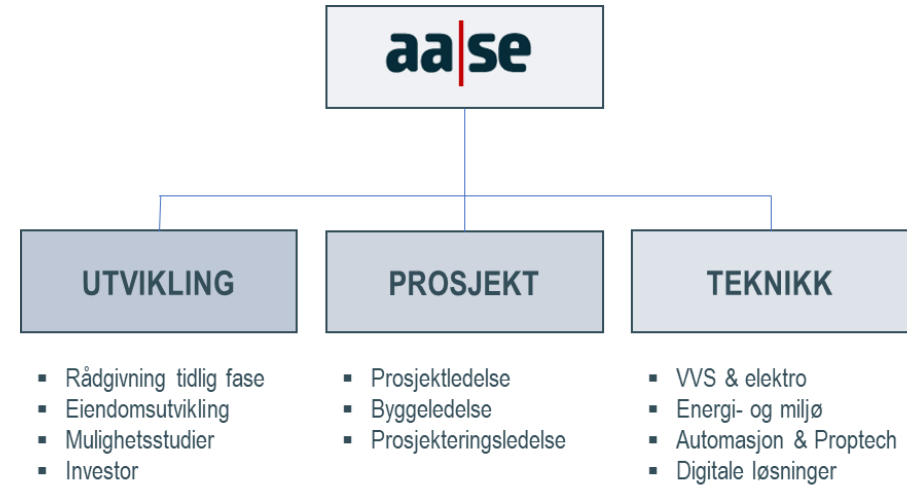 aa|se
UTVIKLING
PROSJEKT
TEKNIKK
▪ Rådgivning tidlig fase
▪ Eiendomsutvikling
▪ Mulighetsstudier
▪ Investor
▪ Prosjektledelse
▪ Byggeledelse
▪ Prosjekteringsledelse
▪ VVS & elektro
▪ Energi- og miljø
▪ Automasjon & Proptech
▪ Digitale løsninger